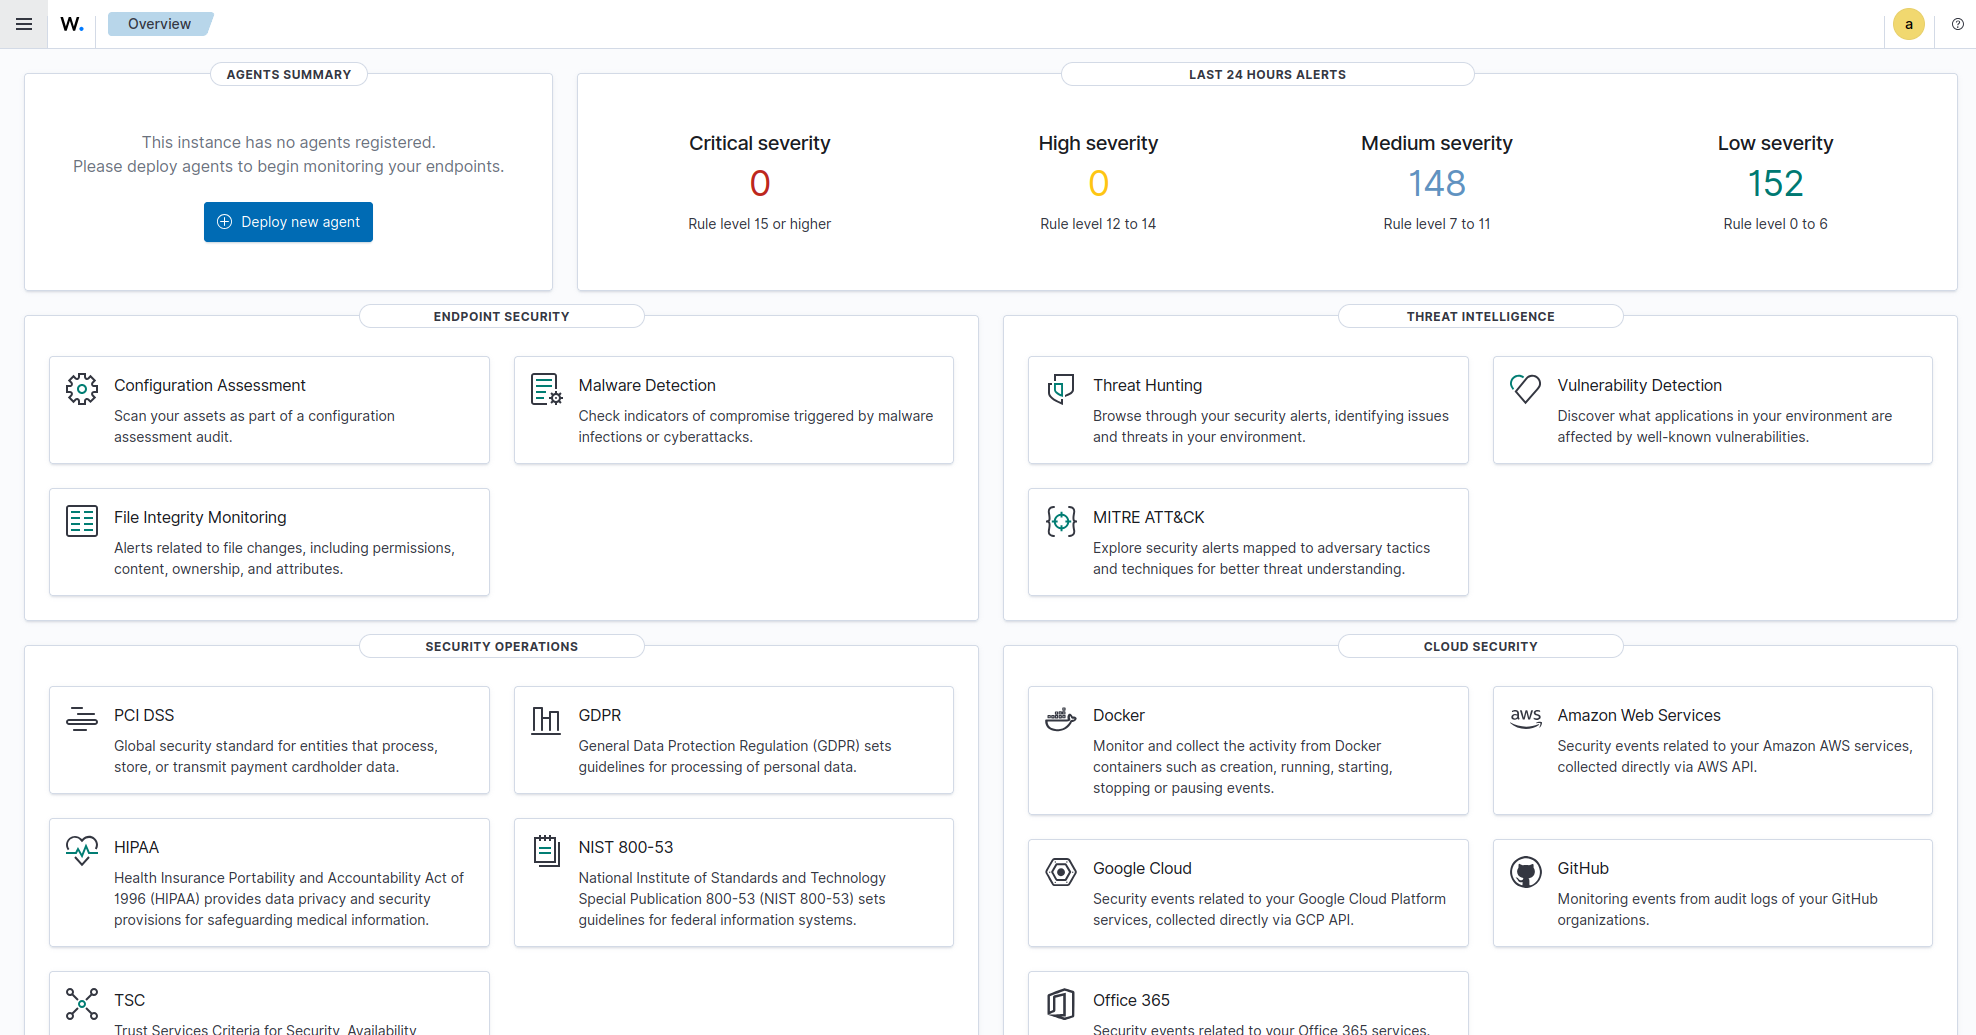 W.
Overview
a
AGENTS SUMMARY
This instance has no agents registered.
Please deploy agents to begin monitoring your endpoints.
Deploy new agent
LAST 24 HOURS ALERTS
Critical severity
0
Rule level 15 or higher
High severity
0
Rule level 12 to 14
Medium severity
148
Rule level 7 to 11
Low severity
152
Rule level 0 to 6
ENDPOINT SECURITY
Configuration Assessment
Scan your assets as part of a configuration
assessment audit.
Malware Detection
Check indicators of compromise triggered by malware
infections or cyberattacks.
File Integrity Monitoring
Alerts related to file changes, including permissions,
content, ownership, and attributes.
THREAT INTELLIGENCE
Threat Hunting
Browse through your security alerts, identifying issues
and threats in your environment.
Vulnerability Detection
Discover what applications in your environment are
affected by well-known vulnerabilities.
MITRE ATT&CK
Explore security alerts mapped to adversary tactics
and techniques for better threat understanding.
SECURITY OPERATIONS
PCI DSS
Global security standard for entities that process,
store, or transmit payment cardholder data.
GDPR
General Data Protection Regulation (GDPR) sets
guidelines for processing of personal data.
HIPAA
Health Insurance Portability and Accountability Act of
1996 (HIPAA) provides data privacy and security
provisions for safeguarding medical information.
NIST 800-53
National Institute of Standards and Technology
Special Publication 800-53 (NIST 800-53) sets
guidelines for federal information systems.
TSC
Trust Services Criteria for Security, Availability
CLOUD SECURITY
Docker
Monitor and collect the activity from Docker
containers such as creation, running, starting,
stopping or pausing events.
aws
Amazon Web Services
Security events related to your Amazon AWS services,
collected directly via AWS API.
Google Cloud
Security events related to your Google Cloud Platform
services, collected directly via GCP API.
GitHub
Monitoring events from audit logs of your GitHub
organizations.
Office 365
Security events related to your Office 365 services.